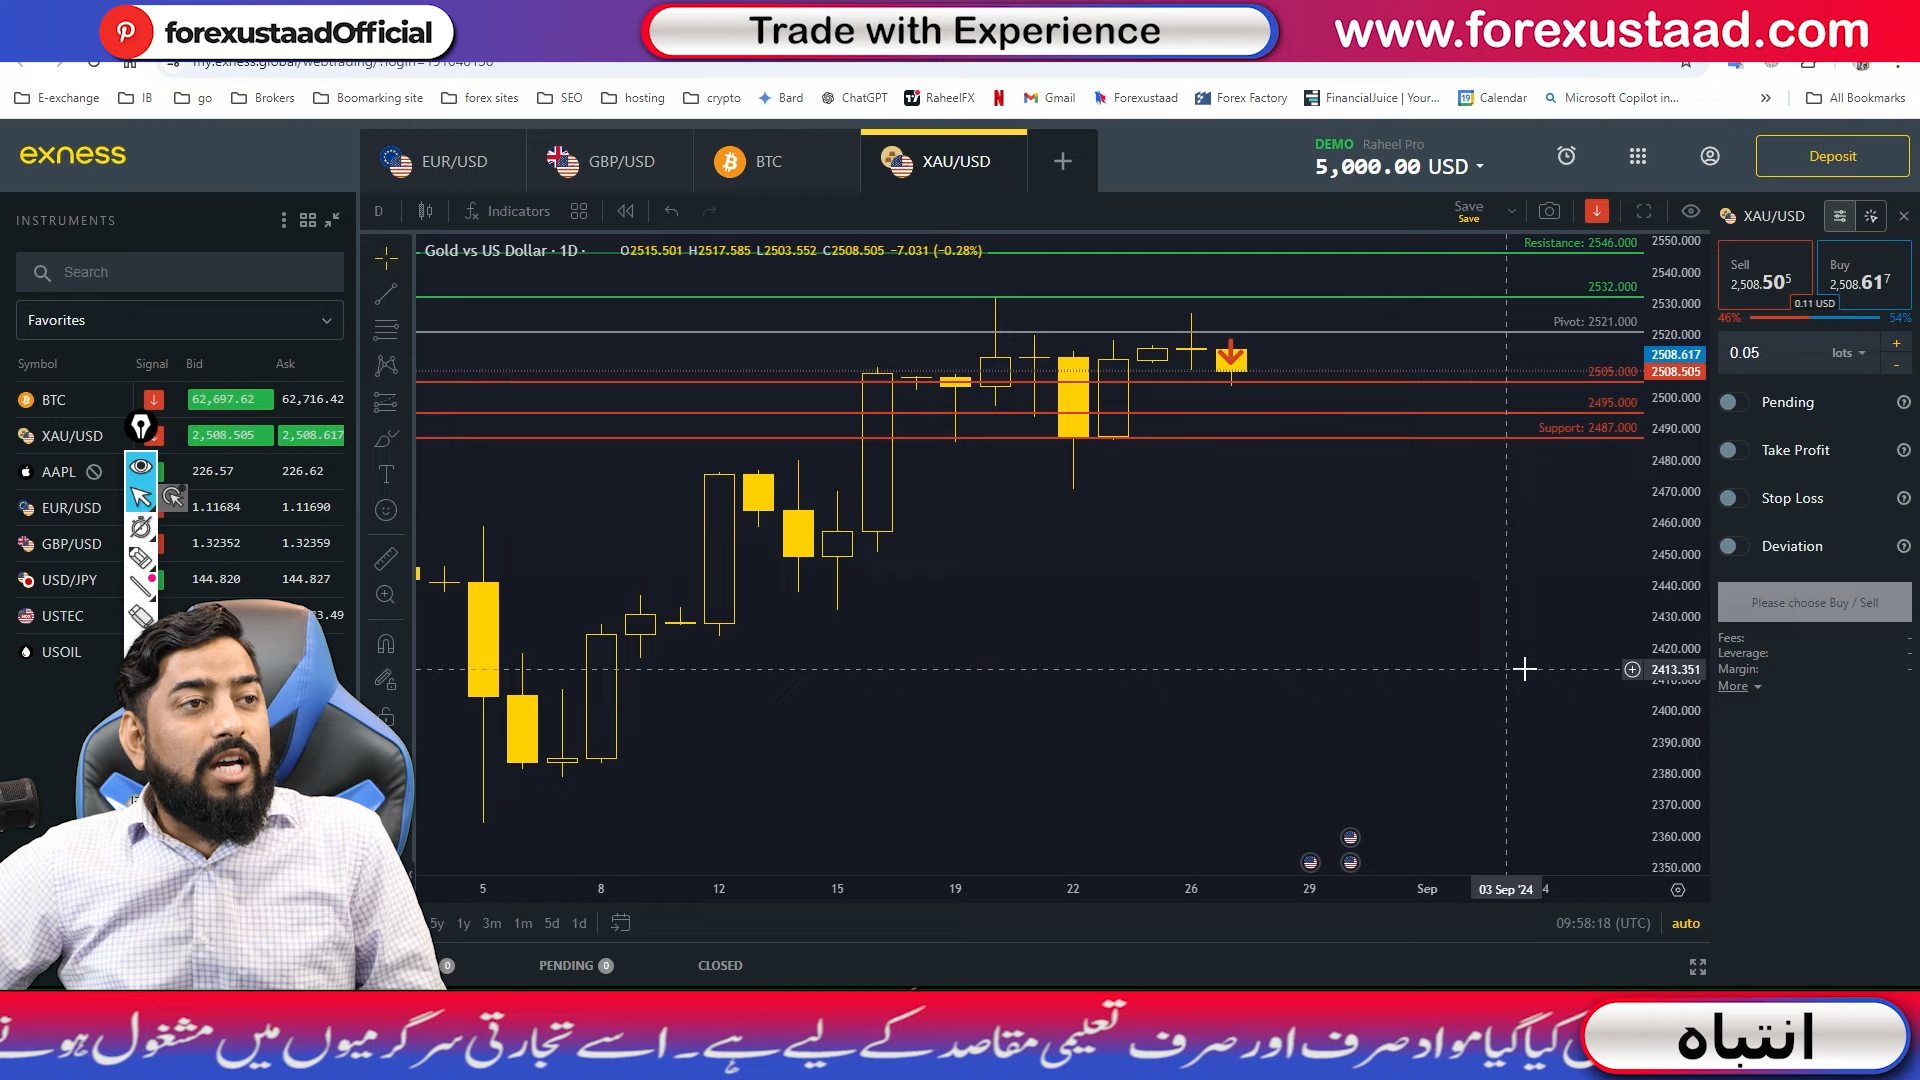 forexustaadOfficial
Trade with Experience
www.forexustaad.com
E-exchange
IB
go
Brokers
Boomarking site
forex sites
SEO
hosting
crypto
Bard
ChatGPT
RaheelFX
Gmail
Forexustaad
Forex Factory
FinancialJuice | Your...
Calendar
Microsoft Copilot in...
All Bookmarks
exness
EUR/USD
GBP/USD
BTC
XAU/USD
DEMO Raheel Pro
5,000.00 USD
Deposit
INSTRUMENTS
Search
Favorites
Symbol Signal Bid Ask
BTC 62,697.62 62,716.42
XAU/USD 2,508.505 2,508.617
AAPL 226.57 226.62
EUR/USD 1.11684 1.11690
GBP/USD 1.32352 1.32359
USD/JPY 144.820 144.827
USTEC
USOIL
D
Indicators
Save
Save
Gold vs US Dollar · 1D · O2515.501 H2517.585 L2503.552 C2508.505 −7.031 (−0.28%)
Resistance: 2546.000
2532.000
Pivot: 2521.000
2505.000
2495.000
Support: 2487.000
2550.000
2540.000
2530.000
2520.000
2508.617
2508.505
2500.000
2490.000
2480.000
2470.000
2460.000
2450.000
2440.000
2430.000
2420.000
2413.351
2400.000
2390.000
2380.000
2370.000
2360.000
2350.000
5 8 12 15 19 22 26 29 Sep 03 Sep '24 4
5y 1y 3m 1m 5d 1d
09:58:18 (UTC) auto
0
PENDING 0
CLOSED
XAU/USD
Sell
2,508.505
Buy
2,508.617
0.11 USD
46% 54%
0.05 lots
+
-
Pending
Take Profit
Stop Loss
Deviation
Please choose Buy / Sell
Fees: -
Leverage: -
Margin: -
More
انتباہ
کیا گیا مواد صرف اور صرف تعلیمی مقاصد کے لیے ہے۔ اسے تجارتی سرگرمیوں میں مشغول ہونے